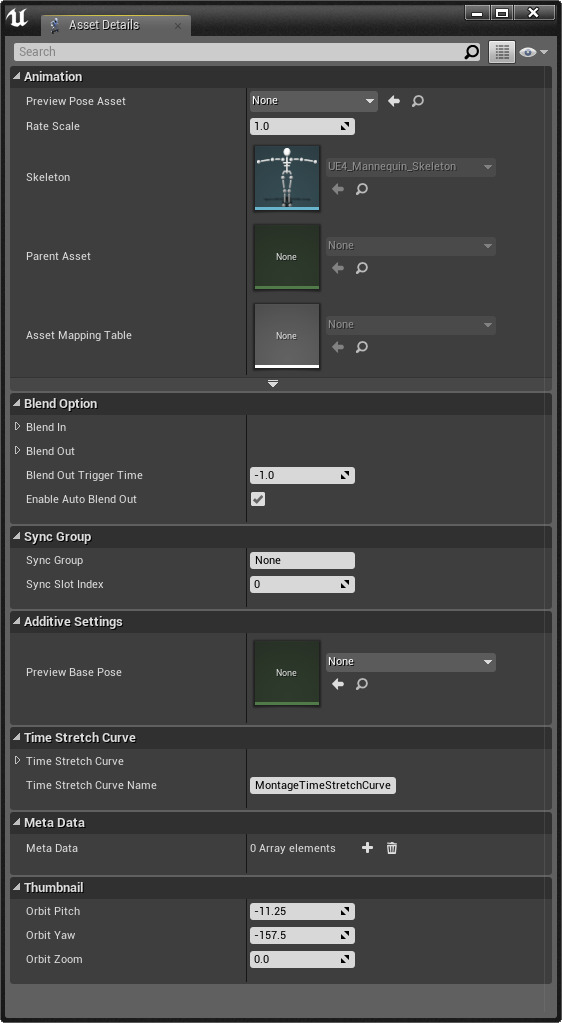 Asset Details
Search
Animation
Preview Pose Asset
None
Rate Scale
1.0
Skeleton
UE4_Mannequin_Skeleton
Parent Asset
None
None
Asset Mapping Table
None
None
Blend Option
Blend In
Blend Out
Blend Out Trigger Time
-1.0
Enable Auto Blend Out
Sync Group
Sync Group
None
Sync Slot Index
0
Additive Settings
Preview Base Pose
None
None
Time Stretch Curve
Time Stretch Curve
Time Stretch Curve Name
MontageTimeStretchCurve
Meta Data
Meta Data
0 Array elements
Thumbnail
Orbit Pitch
-11.25
Orbit Yaw
-157.5
Orbit Zoom
0.0